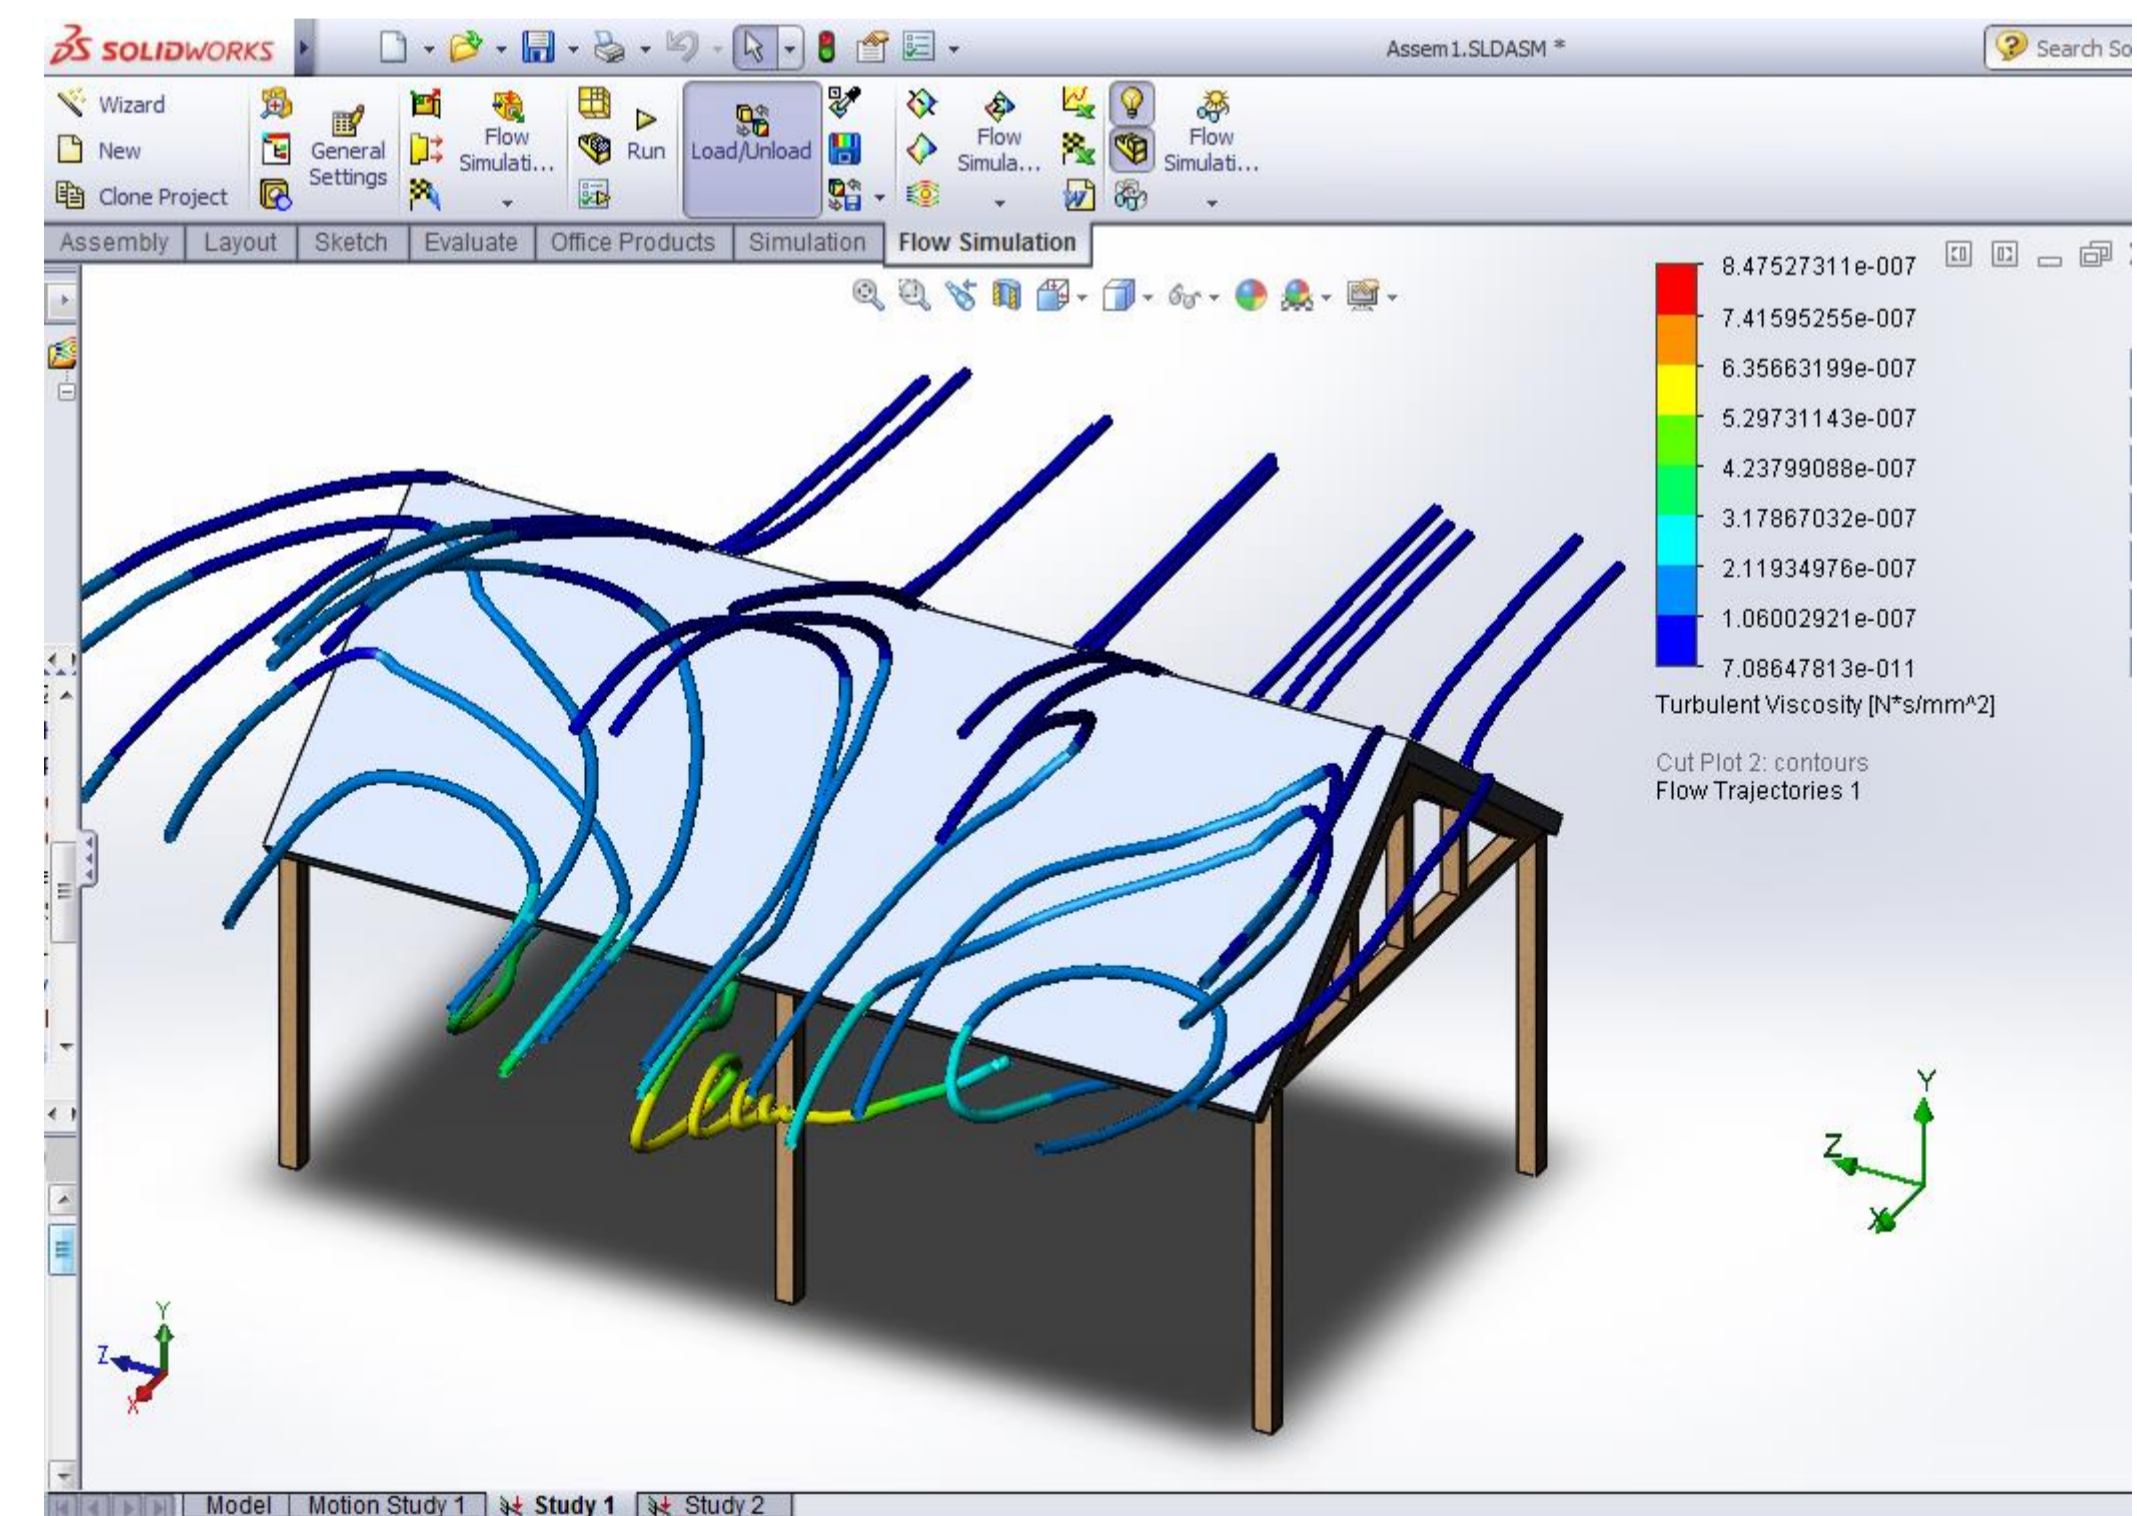 SOLIDWORKS
Assem1.SLDASM *
Search So
Wizard
New
Clone Project
General
Settings
Flow
Simulati...
Run
Load/Unload
Flow
Simula...
Flow
Simulati...
Assembly
Layout
Sketch
Evaluate
Office Products
Simulation
Flow Simulation
8.47527311e-007
7.41595255e-007
6.35663199e-007
5.29731143e-007
4.23799088e-007
3.17867032e-007
2.11934976e-007
1.06002921e-007
7.08647813e-011
Turbulent Viscosity [N*s/mm^2]
Cut Plot 2: contours
Flow Trajectories 1
Y
Z
X
Y
Z
X
Model
Motion Study 1
Study 1
Study 2